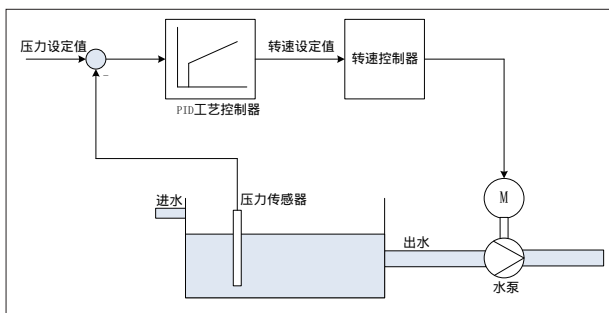 压力设定值
转速设定值
转速控制器
PID工艺控制器
进水
压力传感器
M
出水
水泵